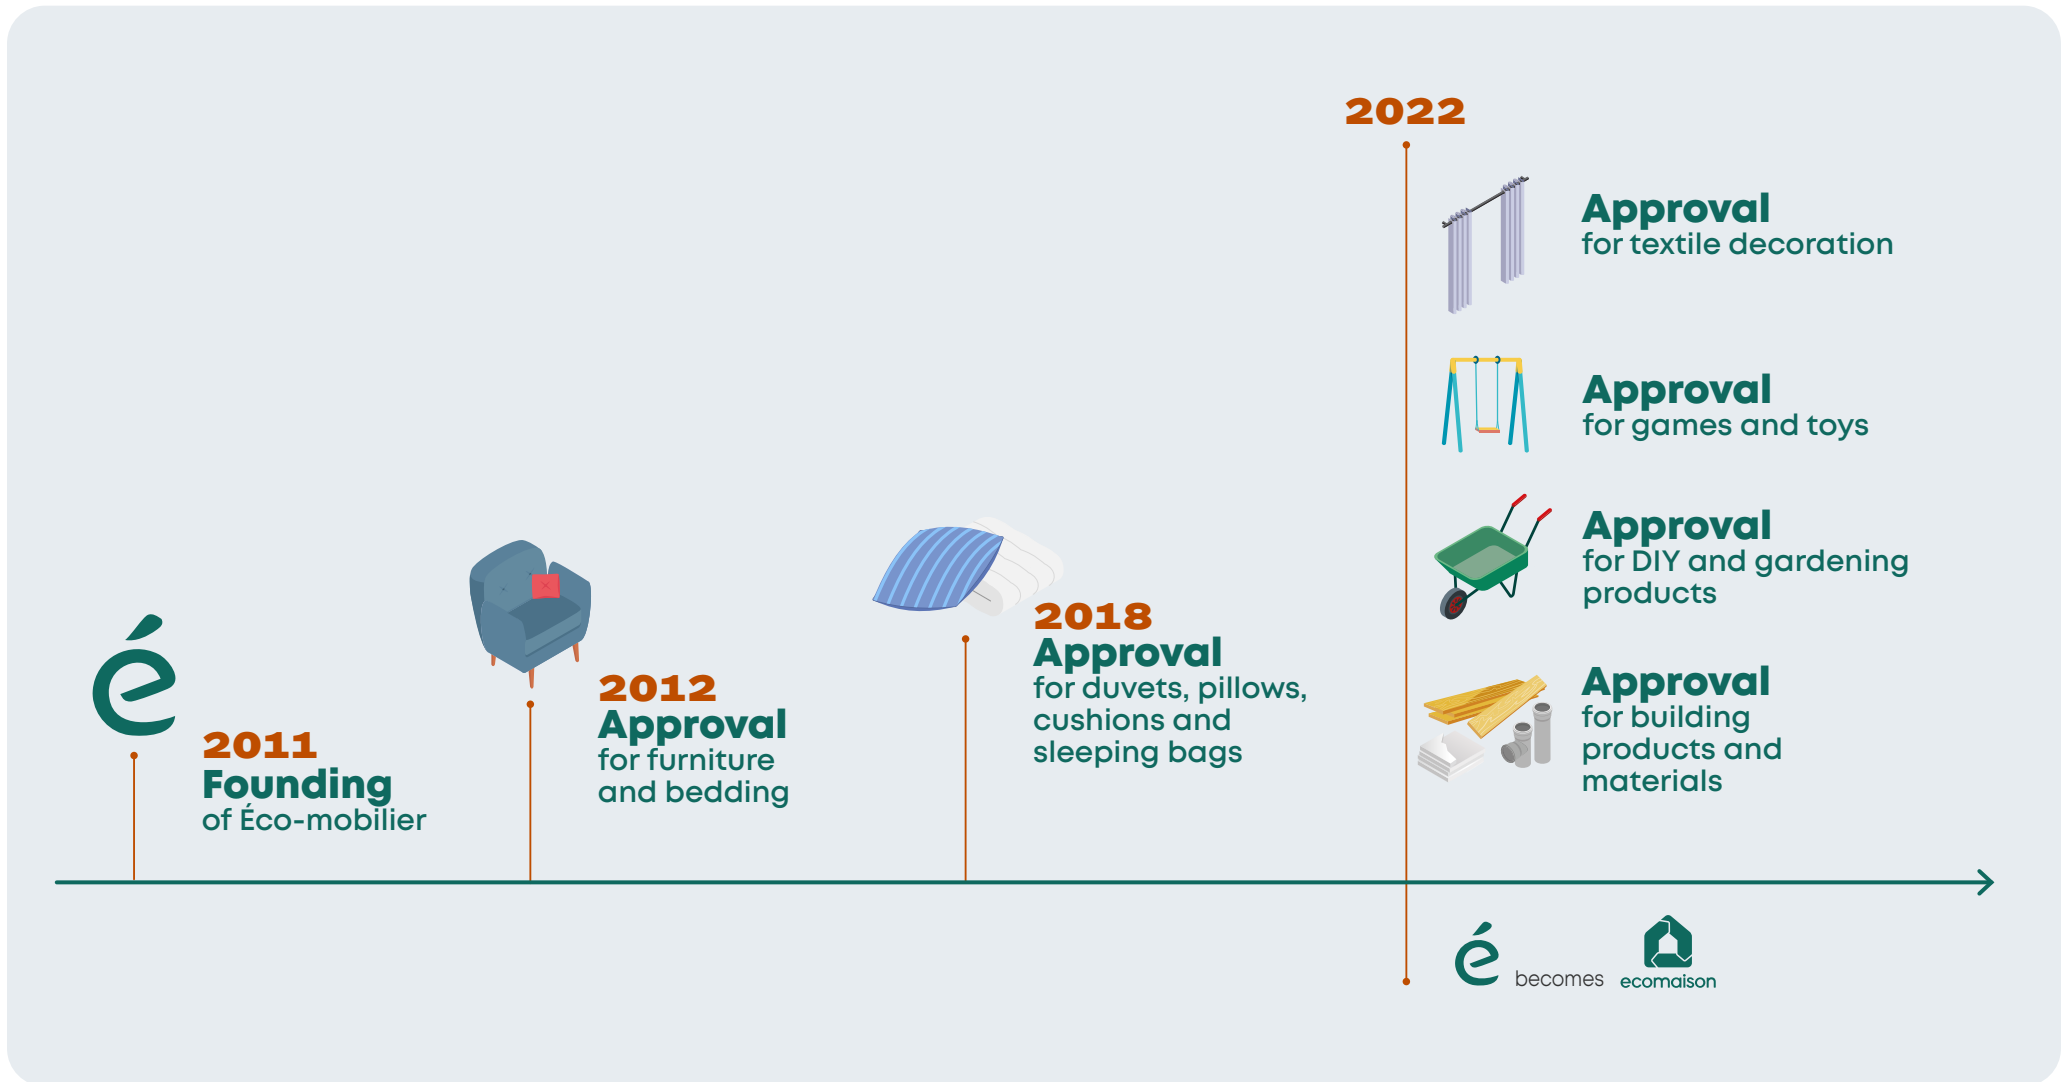 é
2011
Founding
of Éco-mobilier
2012
Approval
for furniture
and bedding
2018
Approval
for duvets, pillows,
cushions and
sleeping bags
2022
Approval
for textile decoration
Approval
for games and toys
Approval
for DIY and gardening
products
Approval
for building
products and
materials
é becomes ecomaison